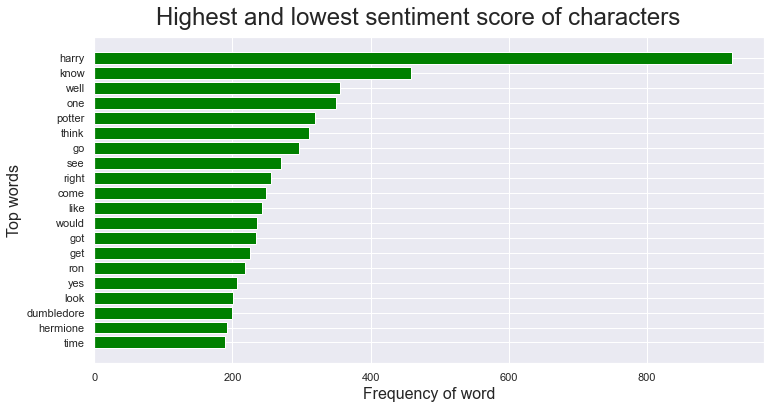 Highest and lowest sentiment score of characters
Top words
harry
know
well
one
potter
think
go
see
right
come
like
would
got
get
ron
yes
look
dumbledore
hermione
time
0 200 400 600 800
Frequency of word